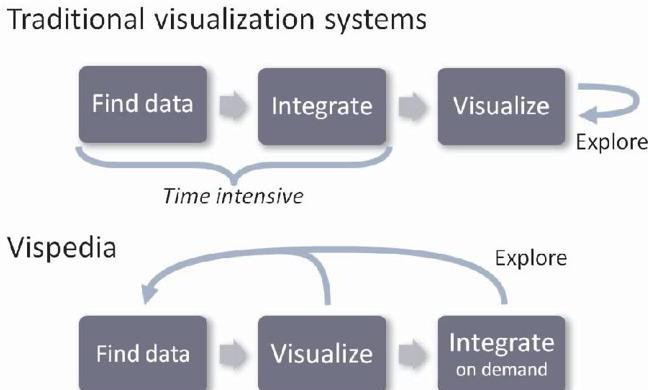 Traditional visualization systems
Find data
Integrate
Visualize
Explore
Time intensive
Vispedia
Explore
Find data
Visualize
Integrate
on demand